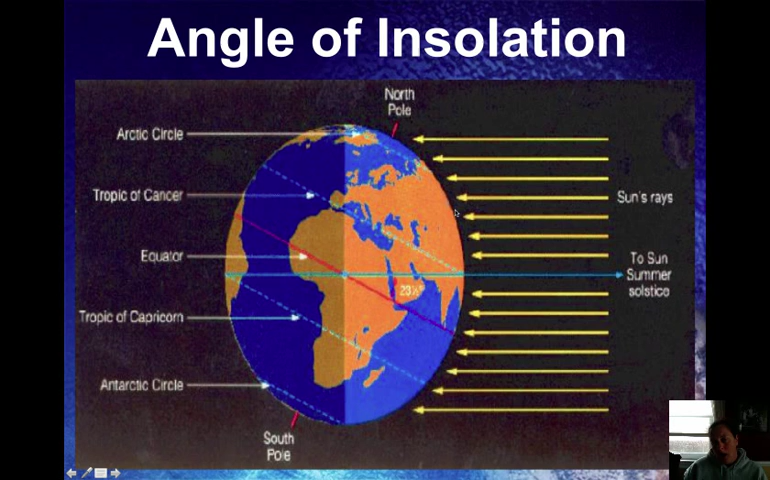 Angle of Insolation
North
Pole
Arctic Circle
Tropic of Cancer
Sun's rays
Equator
To Sun
Summer
solstice
23½°
Tropic of Capricorn
Antarctic Circle
South
Pole